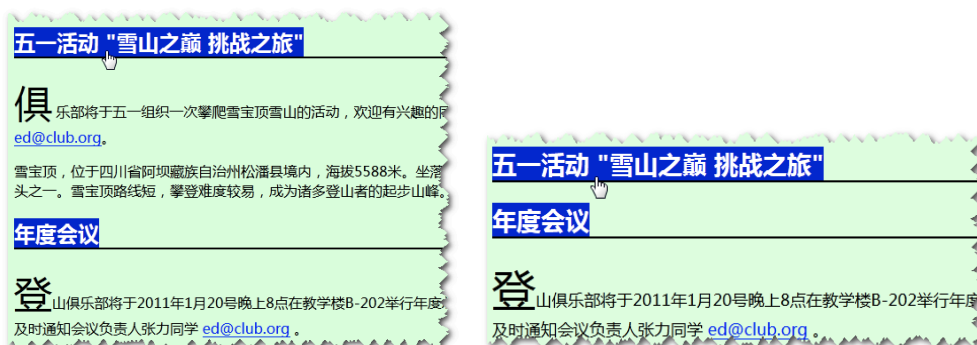 五一活动 "雪山之巅 挑战之旅"
俱乐部将于五一组织一次攀爬雪宝顶雪山的活动，欢迎有兴趣的
ed@club.org。
雪宝顶，位于四川省阿坝藏族自治州松潘县境内，海拔5588米。坐落
头之一。雪宝顶路线短，攀登难度较易，成为诸多登山者的起步山峰。
年度会议
登山俱乐部将于2011年1月20号晚上8点在教学楼B-202举行年度
及时通知会议负责人张力同学 ed@club.org 。
五一活动 "雪山之巅 挑战之旅"
年度会议
登山俱乐部将于2011年1月20号晚上8点在教学楼B-202举行年度
及时通知会议负责人张力同学 ed@club.org 。